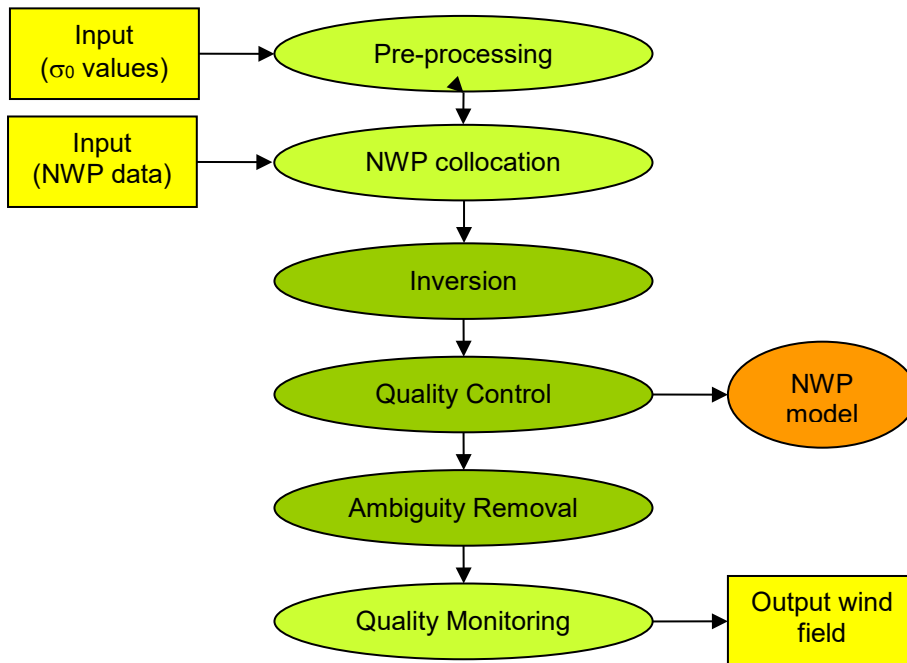 Input
(σ0 values)
Pre-processing
Input
(NWP data)
NWP collocation
Inversion
Quality Control
NWP
model
Ambiguity Removal
Quality Monitoring
Output wind
field